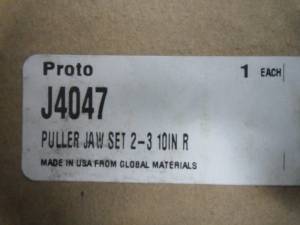 Proto 1 EACH
J4047
PULLER JAW SET 2-3 10IN R
MADE IN USA FROM GLOBAL MATERIALS